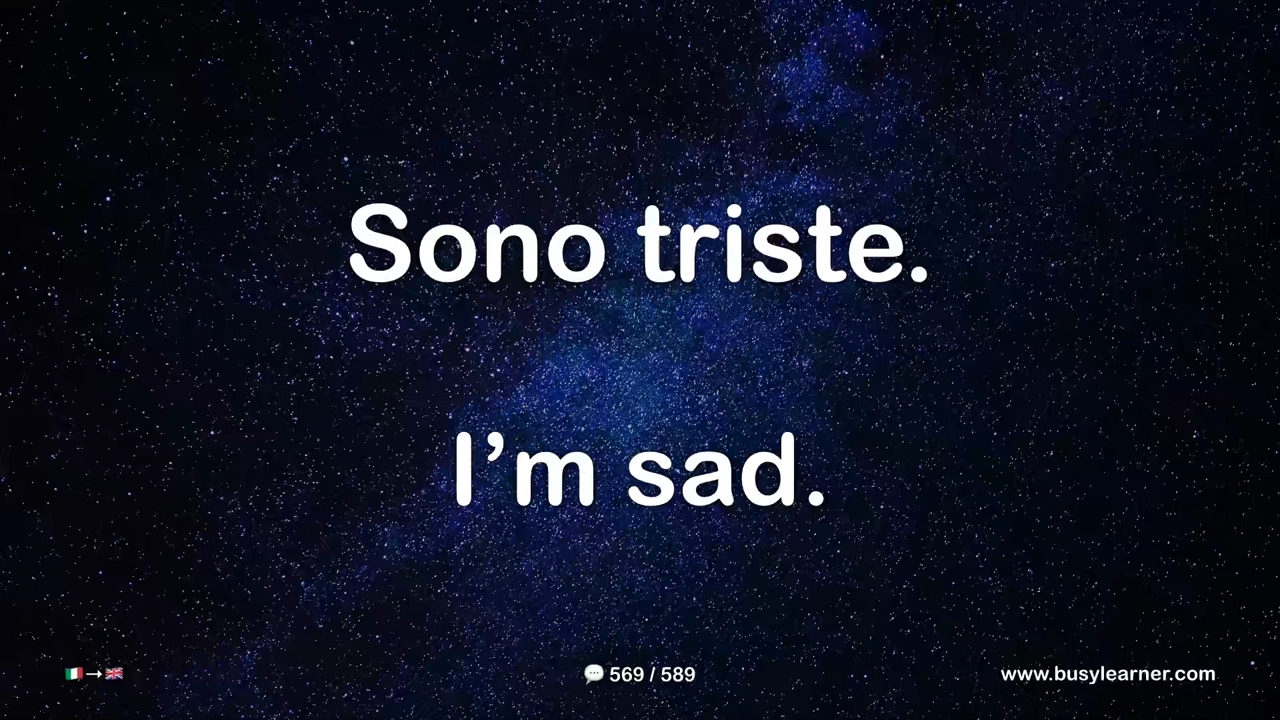 Sono triste.
I’m sad.
🇮🇹→🇬🇧 💬 569 / 589 www.busylearner.com